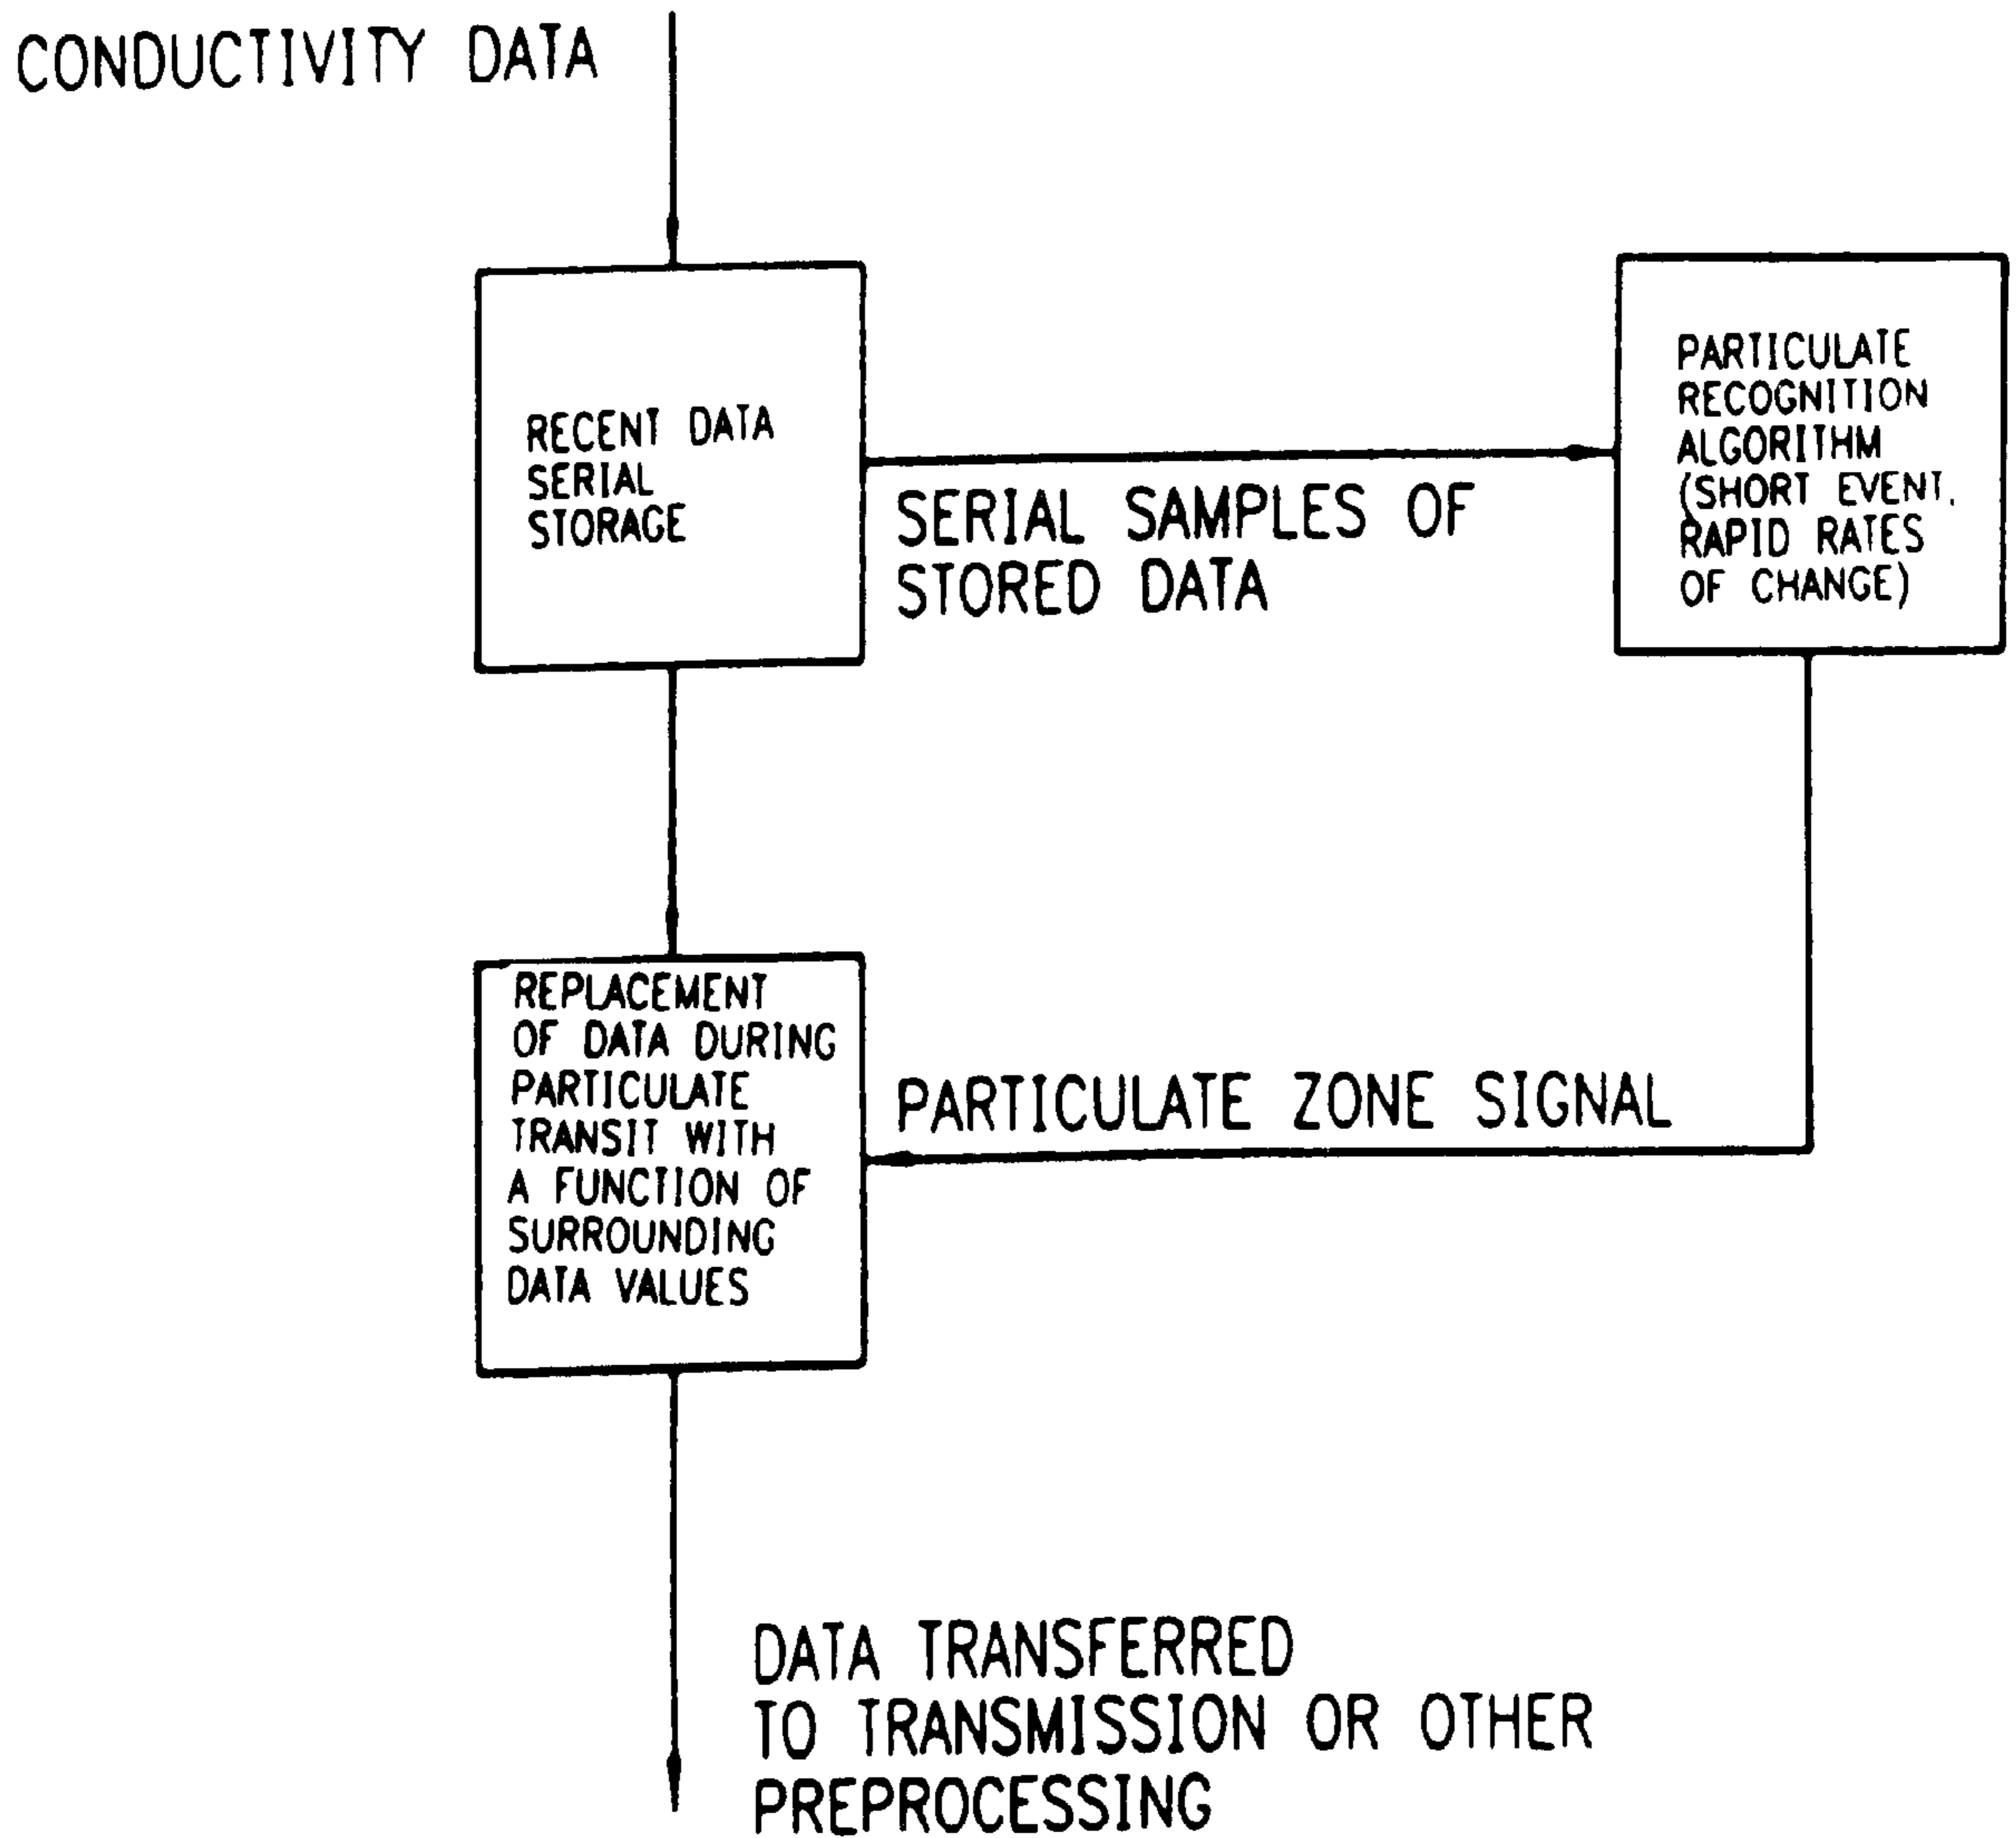 CONDUCTIVITY DATA
RECENT DATA
SERIAL
STORAGE
SERIAL SAMPLES OF
STORED DATA
PARTICULATE
RECOGNITION
ALGORITHM
(SHORT EVENT,
RAPID RATES
OF CHANGE)
REPLACEMENT
OF DATA DURING
PARTICULATE
TRANSIT WITH
A FUNCTION OF
SURROUNDING
DATA VALUES
PARTICULATE ZONE SIGNAL
DATA TRANSFERRED
TO TRANSMISSION OR OTHER
PREPROCESSING